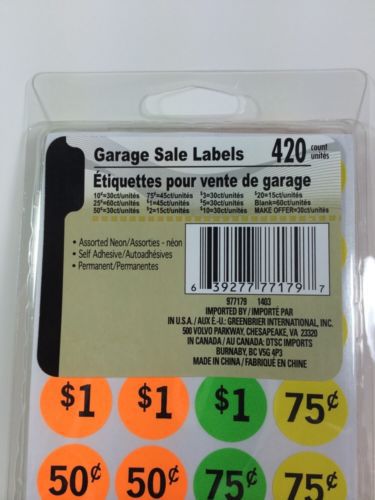 Garage Sale Labels 420 count
unités
Étiquettes pour vente de garage
10¢=30ct/unités 75¢=45ct/unités $3=30ct/unités $20=15ct/unités
25¢=60ct/unités $1=45ct/unités $5=30ct/unités Blank=60ct/unités
50¢=30ct/unités $2=15ct/unités $10=30ct/unités MAKE OFFER=30ct/unités
• Assorted Neon/Assorties - néon
• Self Adhesive/Autoadhésives
• Permanent/Permanentes
6 39277 77179 7
977179 1403
IMPORTED BY / IMPORTÉ PAR
IN U.S.A. / AUX É.-U.: GREENBRIER INTERNATIONAL, INC.
500 VOLVO PARKWAY, CHESAPEAKE, VA 23320
IN CANADA / AU CANADA: DTSC IMPORTS
BURNABY, BC V5G 4P3
MADE IN CHINA / FABRIQUÉ EN CHINE
$1 $1 $1 75¢
50¢ 50¢ 75¢ 75¢